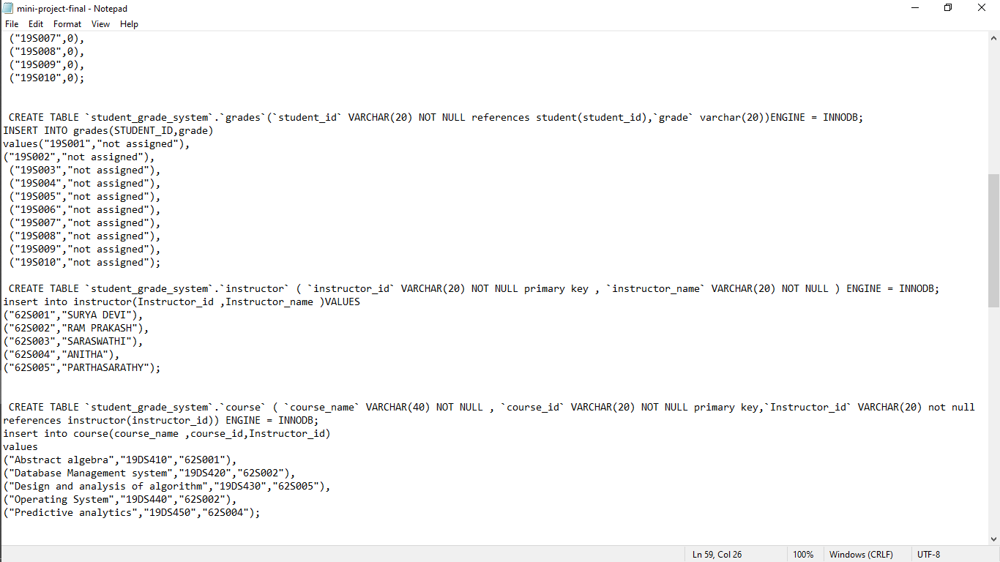 mini-project-final - Notepad
File Edit Format View Help
("19S007",0),
("19S008",0),
("19S009",0),
("19S010",0);
CREATE TABLE `student_grade_system`.`grades`(`student_id` VARCHAR(20) NOT NULL references student(student_id),`grade` varchar(20))ENGINE = INNODB;
INSERT INTO grades(STUDENT_ID,grade)
values("19S001","not assigned"),
("19S002","not assigned"),
("19S003","not assigned"),
("19S004","not assigned"),
("19S005","not assigned"),
("19S006","not assigned"),
("19S007","not assigned"),
("19S008","not assigned"),
("19S009","not assigned"),
("19S010","not assigned");
CREATE TABLE `student_grade_system`.`instructor` ( `instructor_id` VARCHAR(20) NOT NULL primary key , `instructor_name` VARCHAR(20) NOT NULL ) ENGINE = INNODB;
insert into instructor(Instructor_id ,Instructor_name )VALUES
("62S001","SURYA DEVI"),
("62S002","RAM PRAKASH"),
("62S003","SARASWATHI"),
("62S004","ANITHA"),
("62S005","PARTHASARATHY");
CREATE TABLE `student_grade_system`.`course` ( `course_name` VARCHAR(40) NOT NULL , `course_id` VARCHAR(20) NOT NULL primary key,`Instructor_id` VARCHAR(20) not null
references instructor(instructor_id)) ENGINE = INNODB;
insert into course(course_name ,course_id,Instructor_id)
values
("Abstract algebra","19DS410","62S001"),
("Database Management system","19DS420","62S002"),
("Design and analysis of algorithm","19DS430","62S005"),
("Operating System","19DS440","62S002"),
("Predictive analytics","19DS450","62S004");
Ln 59, Col 26 100% Windows (CRLF) UTF-8